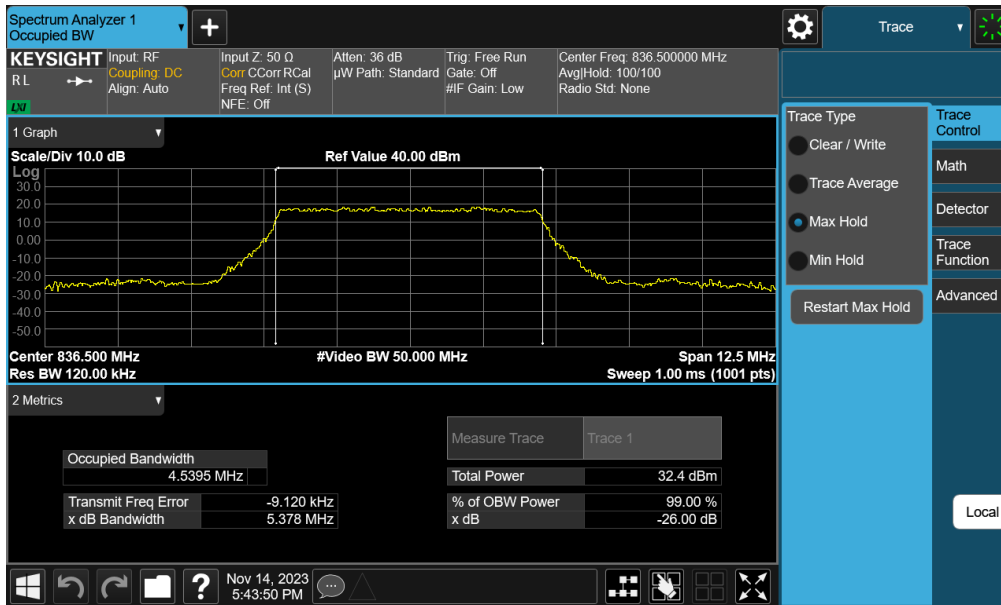 Spectrum Analyzer 1
Occupied BW
+
Trace
KEYSIGHT Input: RF Input Z: 50 Ω Atten: 36 dB Trig: Free Run Center Freq: 836.500000 MHz
R L Coupling: DC Corr CCorr RCal µW Path: Standard Gate: Off Avg|Hold: 100/100
Align: Auto Freq Ref: Int (S) #IF Gain: Low Radio Std: None
LXI NFE: Off
1 Graph
Scale/Div 10.0 dB Ref Value 40.00 dBm
Log
30.0
20.0
10.0
0.00
-10.0
-20.0
-30.0
-40.0
-50.0
Center 836.500 MHz #Video BW 50.000 MHz Span 12.5 MHz
Res BW 120.00 kHz Sweep 1.00 ms (1001 pts)
2 Metrics
Measure Trace Trace 1
Occupied Bandwidth
4.5395 MHz Total Power 32.4 dBm
Transmit Freq Error -9.120 kHz % of OBW Power 99.00 %
x dB Bandwidth 5.378 MHz x dB -26.00 dB
Trace Type
Clear / Write
Trace Average
Max Hold
Min Hold
Restart Max Hold
Trace
Control
Math
Detector
Trace
Function
Advanced
Local
?
Nov 14, 2023
5:43:50 PM